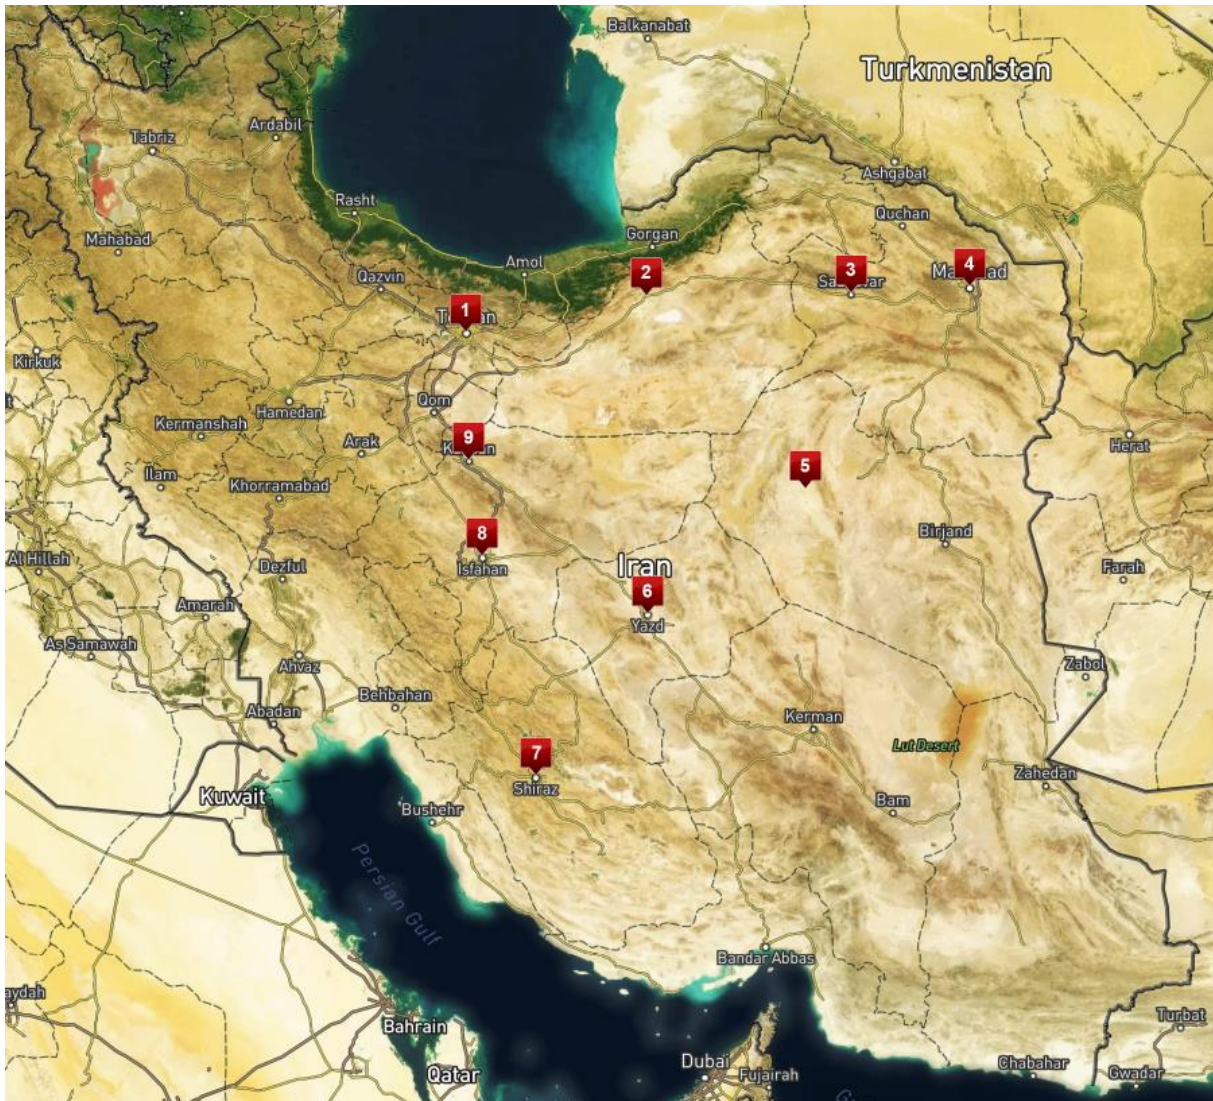 Balkanabat
Turkmenistan
Ardabil
Tabriz
Ashgabat
Rasht
Quchan
Mahabad
Gorgan
Amol
Qazvin
2
3
4
1
Kirkuk
Qom
Hamedan
Kermanshah
Arak
9
Herat
Ilam
Khorramabad
5
8
Birjand
Al Hillah
Isfahan
Dezful
Iran
Farah
6
Amarah
Yazd
As Samawah
Ahvaz
Zabol
Behbahan
Abadan
Kerman
Lut Desert
7
Shiraz
Zahedan
Kuwait
Bushehr
Bam
Persian Gulf
Bandar Abbas
aydah
Turbat
Bahrain
Dubai
Chabahar
Qatar
Fujairah
Gwadar